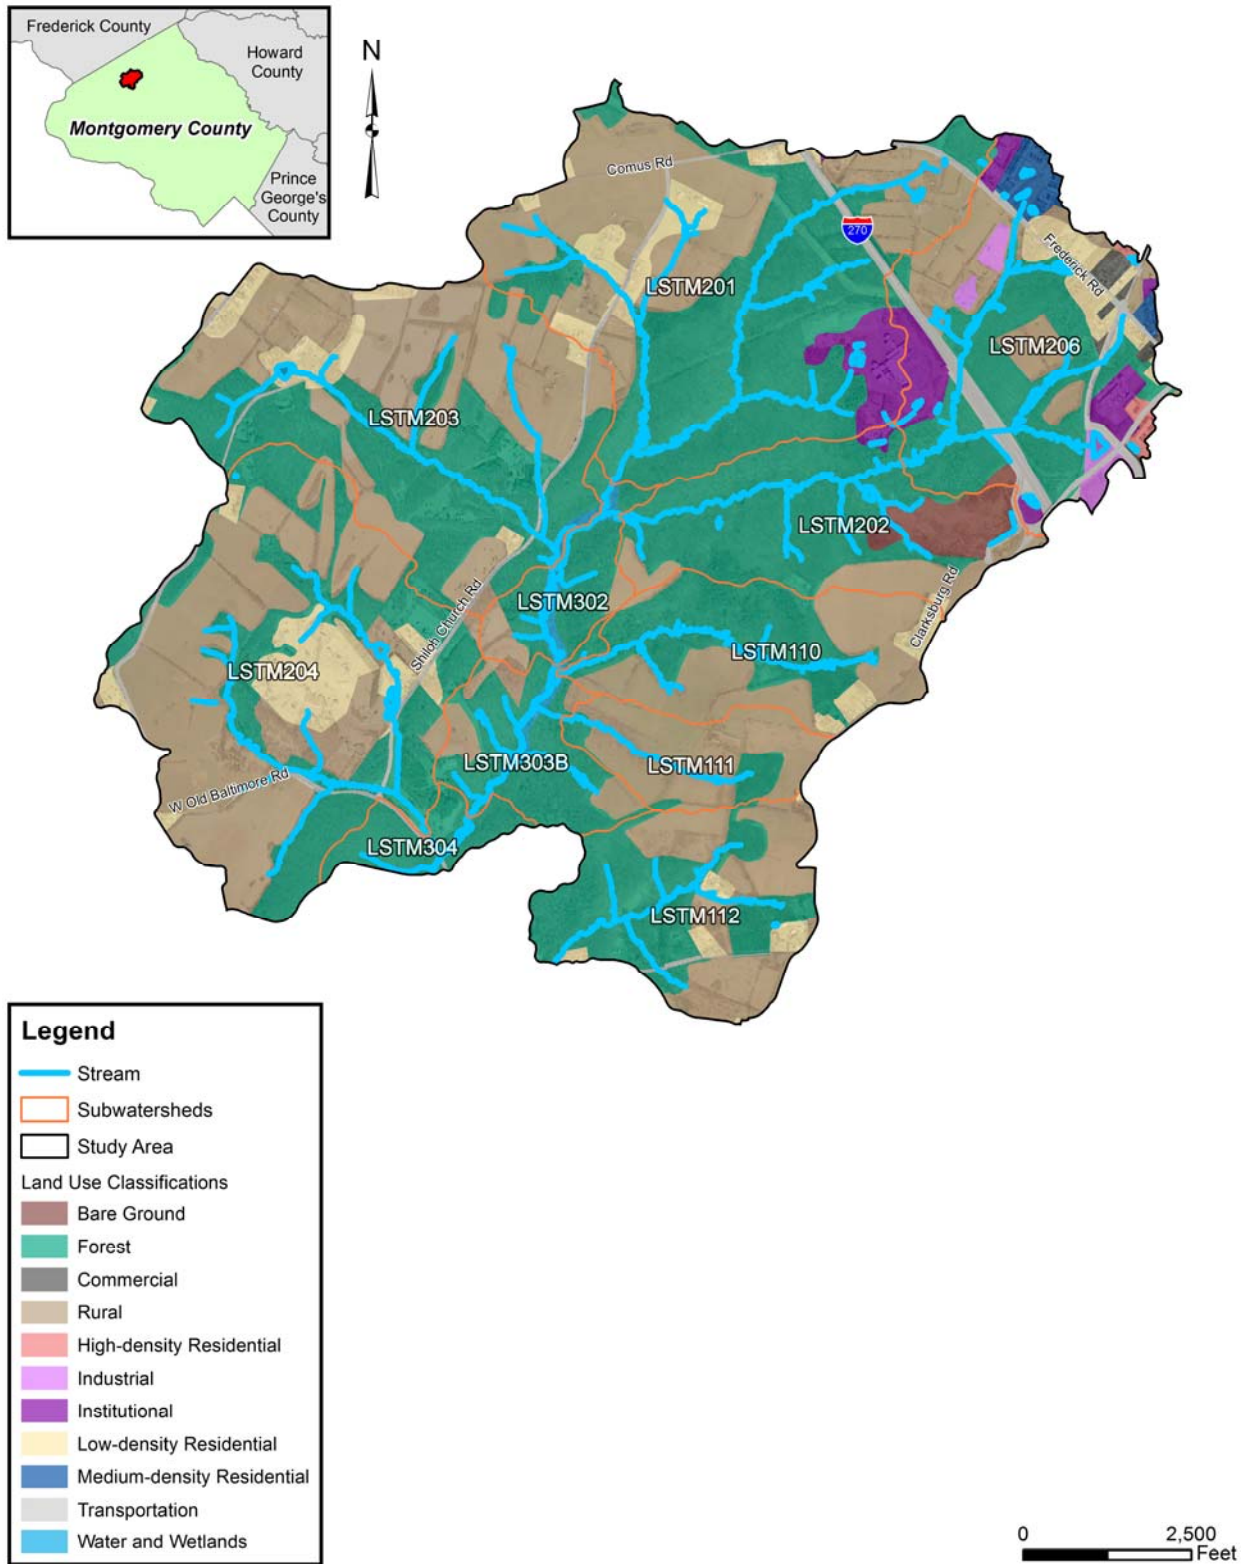 Frederick County
Howard
County
Montgomery County
Prince
George's
County
N
Comus Rd
270
LSTM201
Frederick Rd
LSTM206
LSTM203
LSTM202
Clarksburg Rd
LSTM302
Shiloh Church Rd
LSTM110
LSTM204
LSTM303B
LSTM111
W Old Baltimore Rd
LSTM304
LSTM112
Legend
Stream
Subwatersheds
Study Area
Land Use Classifications
Bare Ground
Forest
Commercial
Rural
High-density Residential
Industrial
Institutional
Low-density Residential
Medium-density Residential
Transportation
Water and Wetlands
0 2,500
Feet